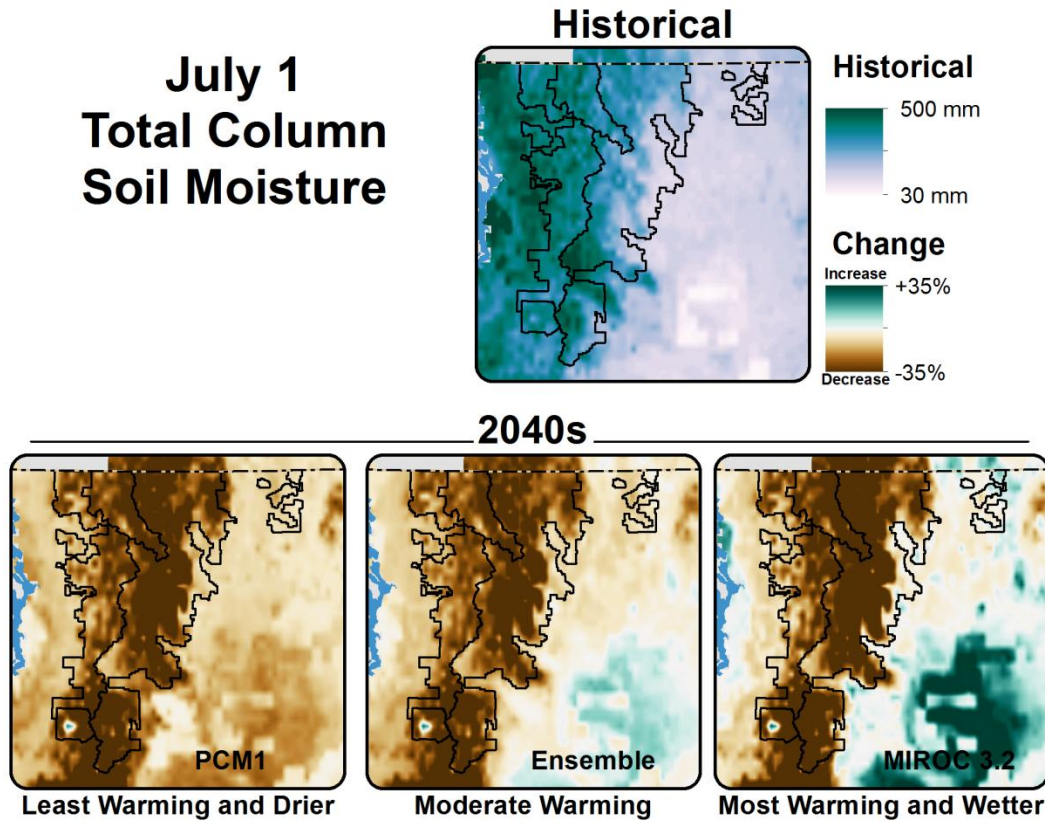 July 1
Total Column
Soil Moisture
Historical
Historical
500 mm
30 mm
Change
Increase
+35%
Decrease
-35%
2040s
PCM1
Ensemble
MIROC 3.2
Least Warming and Drier
Moderate Warming
Most Warming and Wetter